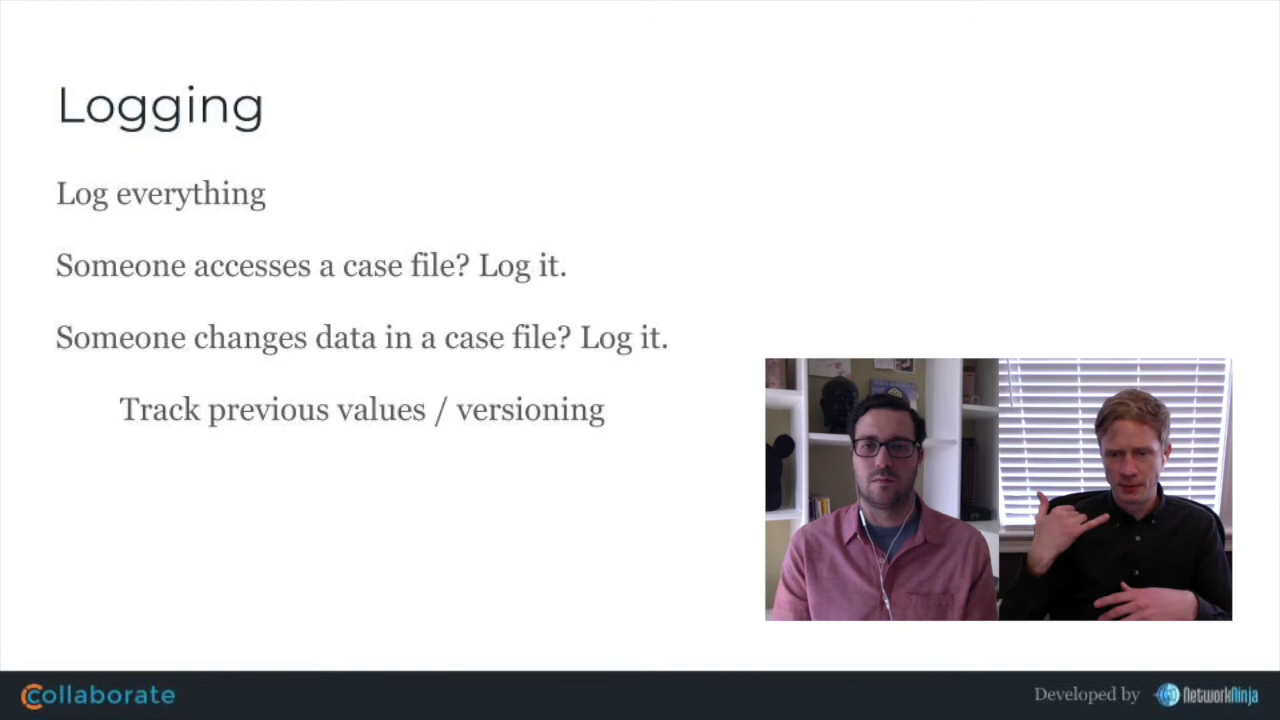 Logging
Log everything
Someone accesses a case file? Log it.
Someone changes data in a case file? Log it.
Track previous values / versioning
Collaborate
Developed by NetworkNinja